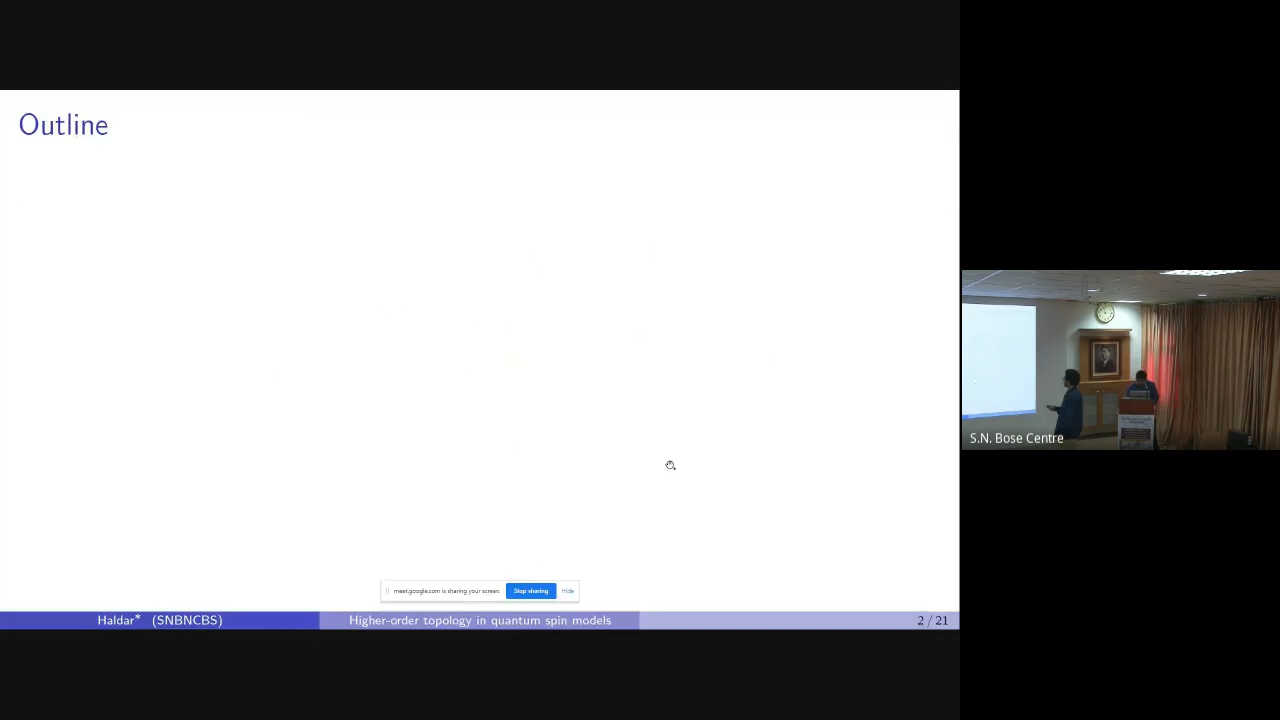 Outline
meet.google.com is sharing your screen.
Stop sharing
Hide
Haldar* (SNBNCBS)
Higher-order topology in quantum spin models
2 / 21
S.N. Bose Centre